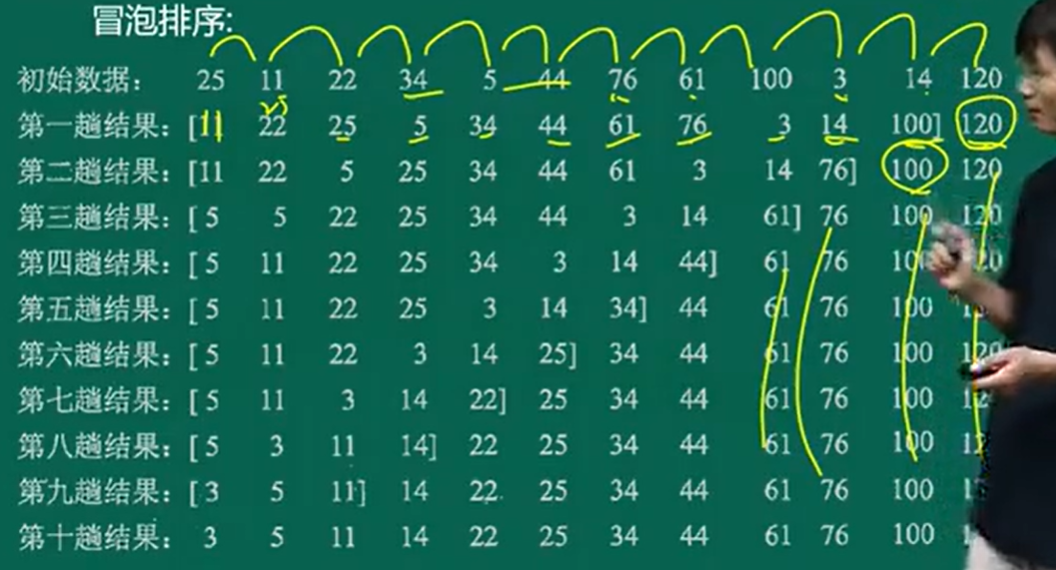 冒泡排序:
初始数据： 25 11 22 34 5 44 76 61 100 3 14 120
第一趟结果：[11 22 25 5 34 44 61 76 3 14 100] 120
第二趟结果：[11 22 5 25 34 44 61 3 14 76] 100 120
第三趟结果：[ 5 5 22 25 34 44 3 14 61] 76 100 120
第四趟结果：[ 5 11 22 25 34 3 14 44] 61 76 100 120
第五趟结果：[ 5 11 22 25 3 14 34] 44 61 76 100
第六趟结果：[ 5 11 22 3 14 25] 34 44 61 76 100 120
第七趟结果：[ 5 11 3 14 22] 25 34 44 61 76 100
第八趟结果：[ 5 3 11 14] 22 25 34 44 61 76 100
第九趟结果：[ 3 5 11] 14 22 25 34 44 61 76 100
第十趟结果： 3 5 11 14 22 25 34 44 61 76 100